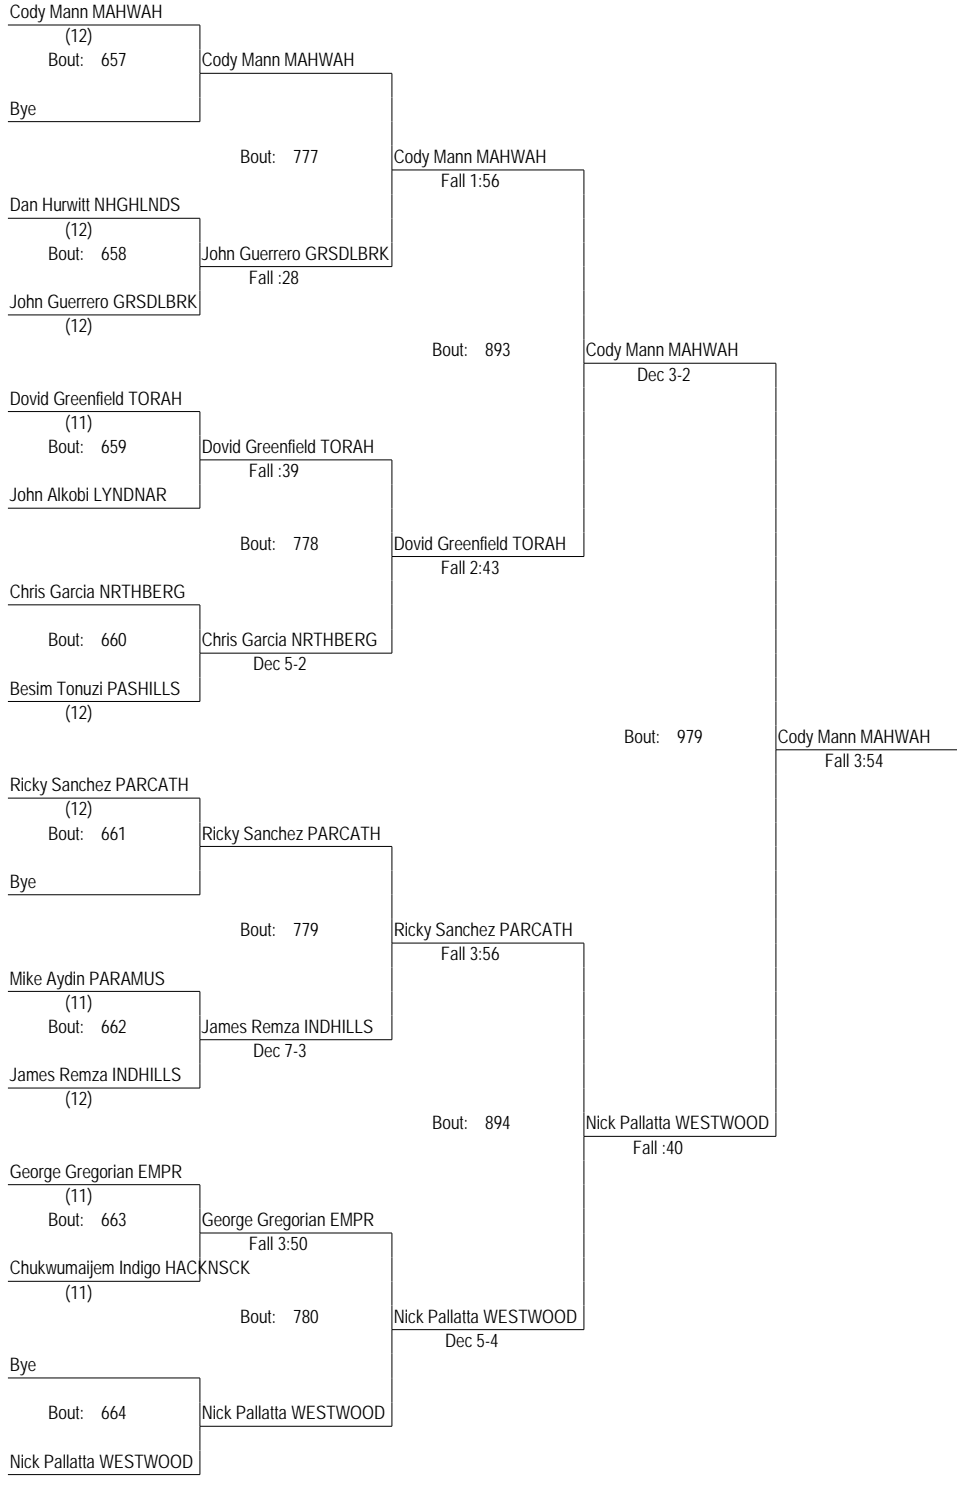 Cody Mann MAHWAH
(12)
Bout: 657
Cody Mann MAHWAH
Bye
Bout: 777
Cody Mann MAHWAH
Fall 1:56
Dan Hurwitt NHGHLNDS
(12)
Bout: 658
John Guerrero GRSDLBRK
Fall :28
John Guerrero GRSDLBRK
(12)
Bout: 893
Cody Mann MAHWAH
Dec 3-2
Dovid Greenfield TORAH
(11)
Bout: 659
Dovid Greenfield TORAH
Fall :39
John Alkobi LYNDNAR
Bout: 778
Dovid Greenfield TORAH
Fall 2:43
Chris Garcia NRTHBERG
Bout: 660
Chris Garcia NRTHBERG
Dec 5-2
Besim Tonuzi PASHILLS
(12)
Bout: 979
Cody Mann MAHWAH
Fall 3:54
Ricky Sanchez PARCATH
(12)
Bout: 661
Ricky Sanchez PARCATH
Bye
Bout: 779
Ricky Sanchez PARCATH
Fall 3:56
Mike Aydin PARAMUS
(11)
Bout: 662
James Remza INDHILLS
Dec 7-3
James Remza INDHILLS
(12)
Bout: 894
Nick Pallatta WESTWOOD
Fall :40
George Gregorian EMPR
(11)
Bout: 663
George Gregorian EMPR
Fall 3:50
Chukwumaijem Indigo HACKNSCK
(11)
Bout: 780
Nick Pallatta WESTWOOD
Dec 5-4
Bye
Bout: 664
Nick Pallatta WESTWOOD
Nick Pallatta WESTWOOD